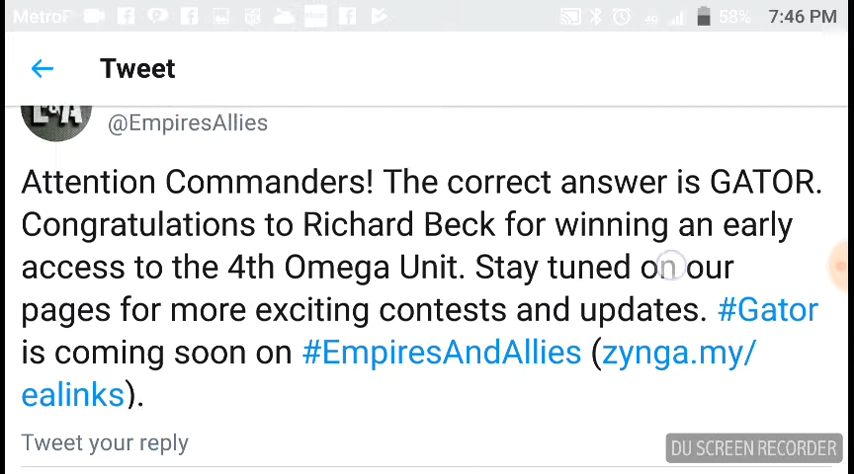 MetroP 58% 7:46 PM
Tweet
E&A
@EmpiresAllies
Attention Commanders! The correct answer is GATOR.
Congratulations to Richard Beck for winning an early
access to the 4th Omega Unit. Stay tuned on our
pages for more exciting contests and updates. #Gator
is coming soon on #EmpiresAndAllies (zynga.my/
ealinks).
Tweet your reply
DU SCREEN RECORDER